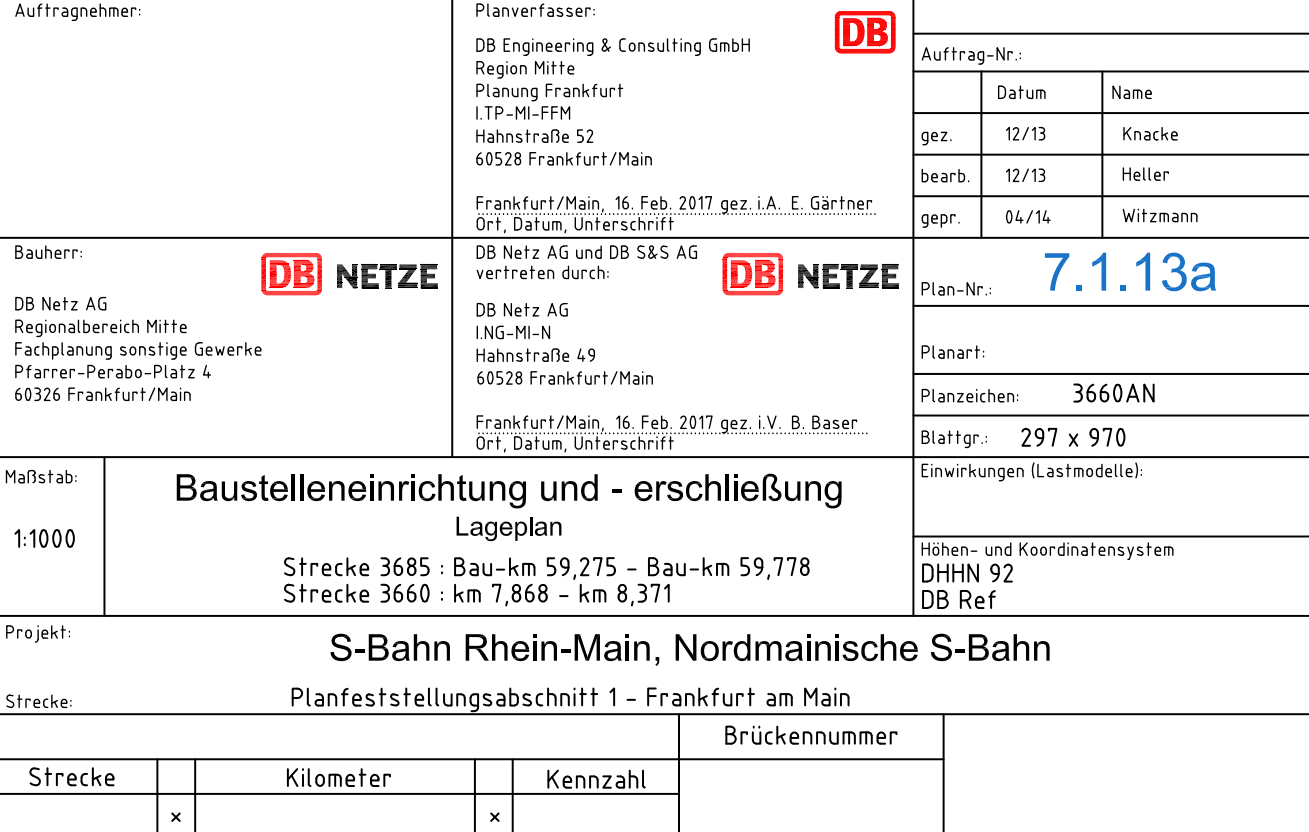 Auftragnehmer:
Planverfasser:
DB
DB Engineering & Consulting GmbH
Region Mitte
Planung Frankfurt
I.TP-MI-FFM
Hahnstraße 52
60528 Frankfurt/Main
Frankfurt/Main, 16. Feb. 2017 gez. i.A. E. Gärtner
Ort, Datum, Unterschrift
Auftrag-Nr.:
Datum Name
gez. 12/13 Knacke
bearb. 12/13 Heller
gepr. 04/14 Witzmann
Bauherr:
DB NETZE
DB Netz AG
Regionalbereich Mitte
Fachplanung sonstige Gewerke
Pfarrer-Perabo-Platz 4
60326 Frankfurt/Main
DB Netz AG und DB S&S AG
vertreten durch:
DB NETZE
DB Netz AG
I.NG-MI-N
Hahnstraße 49
60528 Frankfurt/Main
Frankfurt/Main, 16. Feb. 2017 gez. i.V. B. Baser
Ort, Datum, Unterschrift
Plan-Nr.: 7.1.13a
Planart:
Planzeichen: 3660AN
Blattgr.: 297 x 970
Maßstab:
1:1000
Baustelleneinrichtung und - erschließung
Lageplan
Strecke 3685 : Bau-km 59,275 - Bau-km 59,778
Strecke 3660 : km 7,868 - km 8,371
Einwirkungen (Lastmodelle):
Höhen- und Koordinatensystem
DHHN 92
DB Ref
Projekt:
S-Bahn Rhein-Main, Nordmainische S-Bahn
Strecke: Planfeststellungsabschnitt 1 - Frankfurt am Main
Brückennummer
Strecke Kilometer Kennzahl
× ×